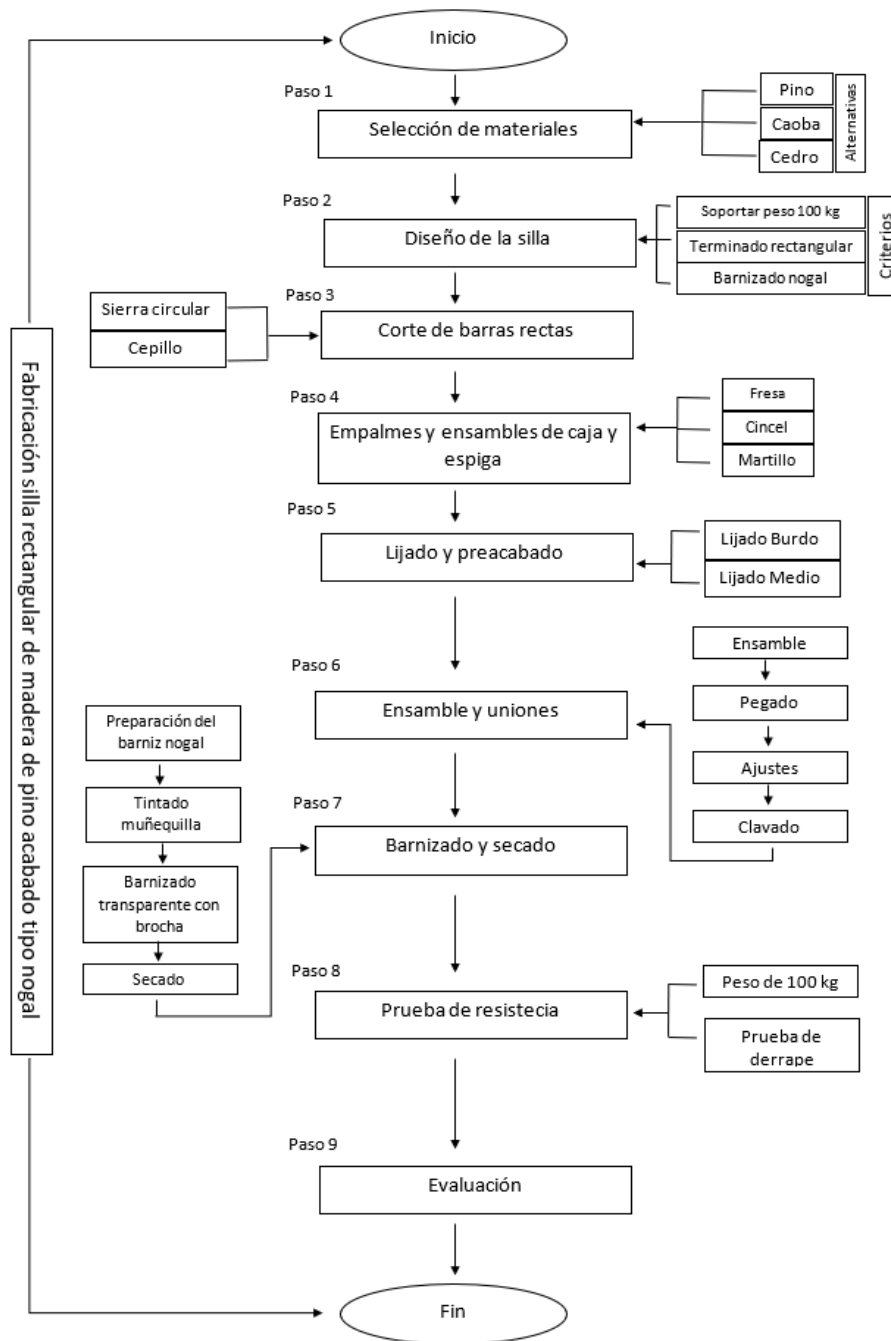 Inicio
Paso 1
Selección de materiales
Pino
Caoba
Cedro
Alternativas
Paso 2
Diseño de la silla
Soportar peso 100 kg
Terminado rectangular
Barnizado nogal
Criterios
Paso 3
Sierra circular
Cepillo
Corte de barras rectas
Paso 4
Empalmes y ensambles de caja y
espiga
Fresa
Cincel
Martillo
Paso 5
Lijado y preacabado
Lijado Burdo
Lijado Medio
Paso 6
Ensamble y uniones
Ensamble
Pegado
Ajustes
Clavado
Paso 7
Barnizado y secado
Preparación del
barniz nogal
Tintado
muñequilla
Barnizado
transparente con
brocha
Secado
Paso 8
Prueba de resistecia
Peso de 100 kg
Prueba de
derrape
Paso 9
Evaluación
Fin
Fabricación silla rectangular de madera de pino acabado tipo nogal